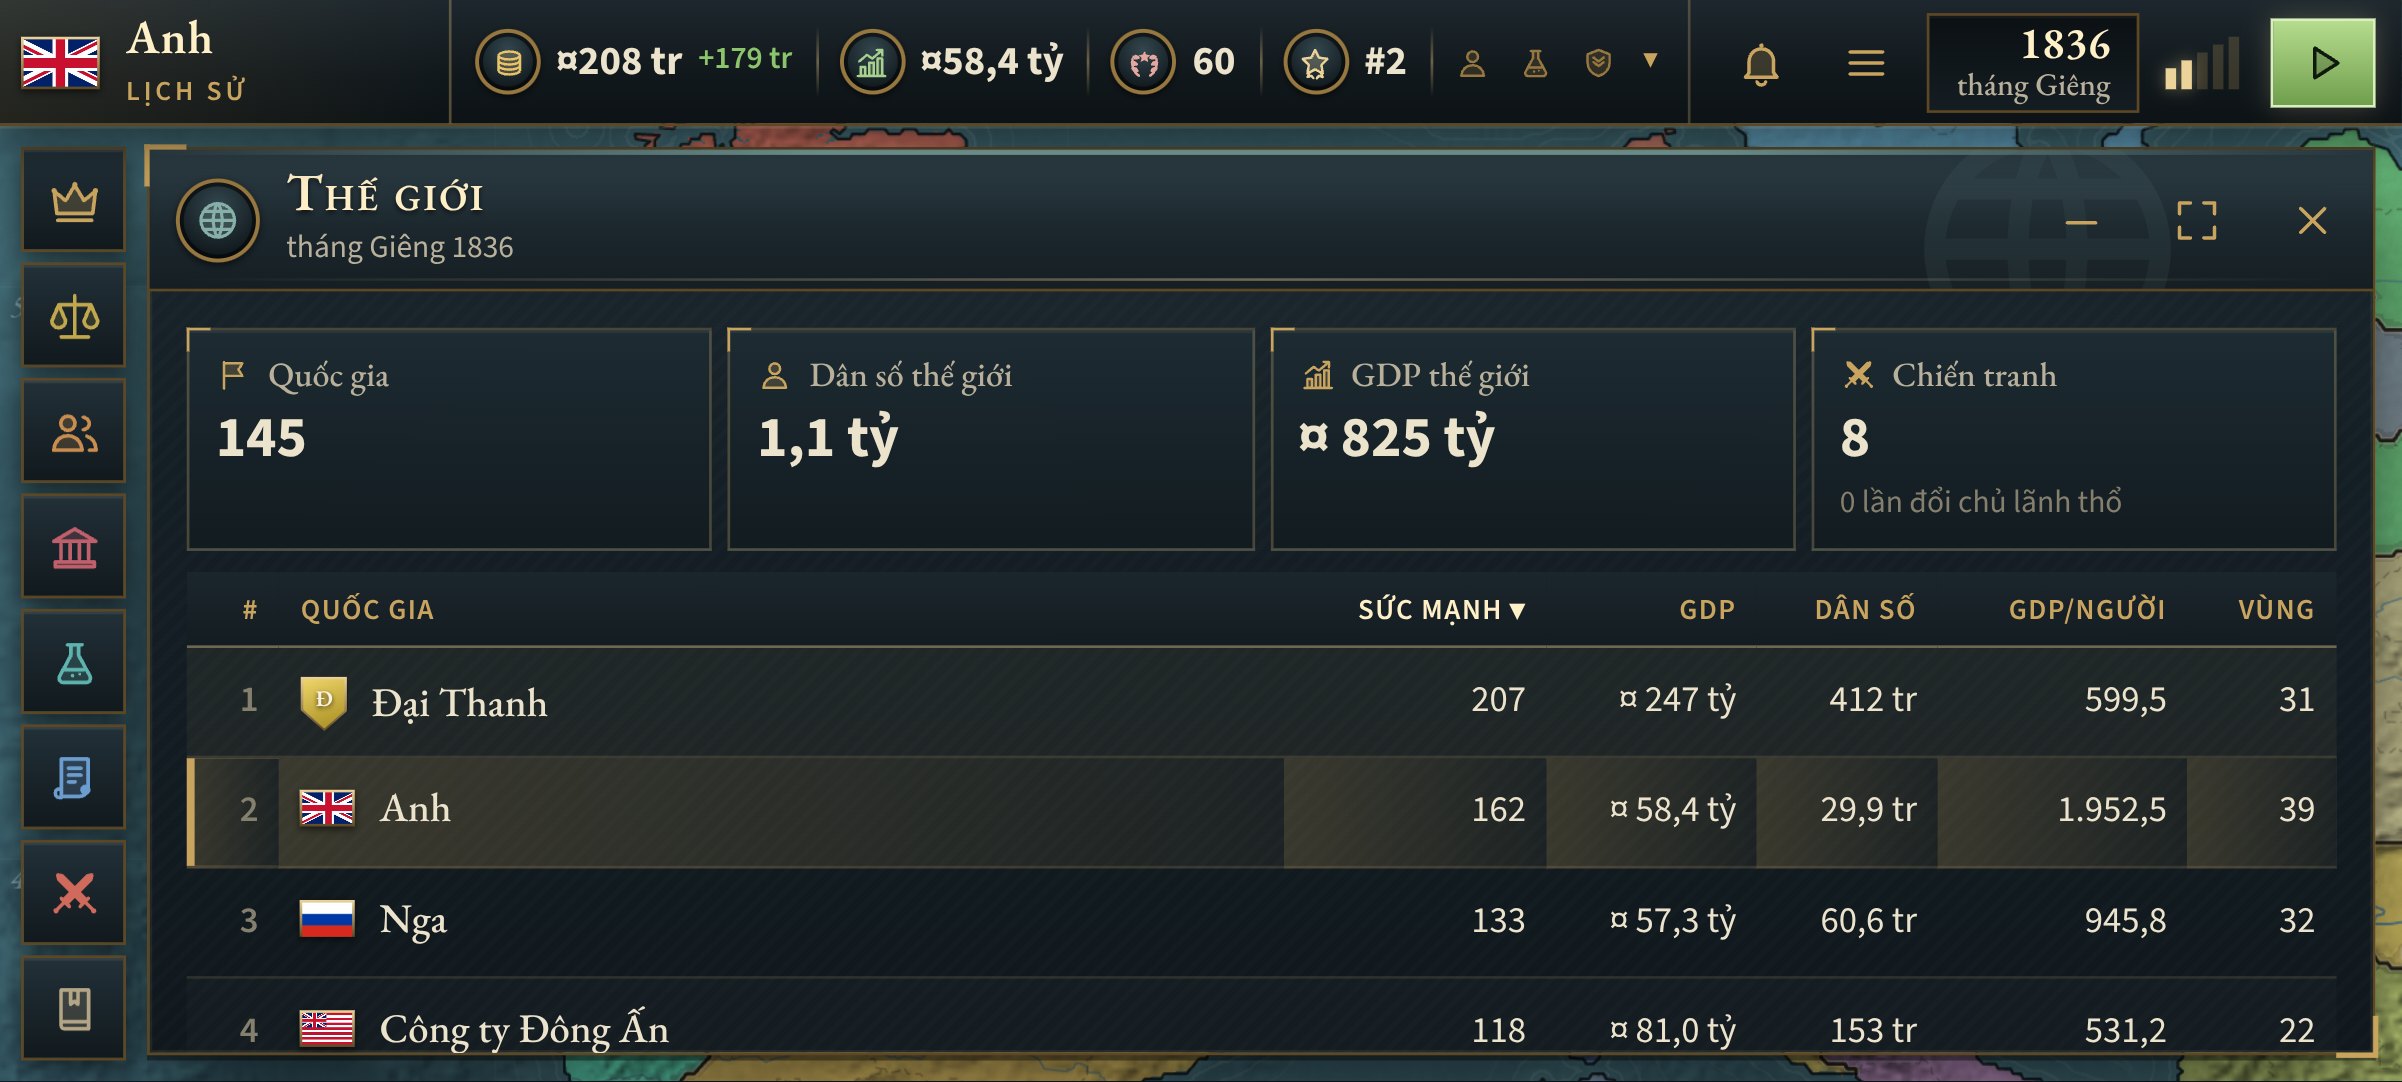 Anh
LỊCH SỬ
¤208 tr +179 tr
¤58,4 tỷ
60
#2
1836
tháng Giêng
Thế giới
tháng Giêng 1836
Quốc gia
145
Dân số thế giới
1,1 tỷ
GDP thế giới
¤ 825 tỷ
Chiến tranh
8
0 lần đổi chủ lãnh thổ
# QUỐC GIA SỨC MẠNH ▼ GDP DÂN SỐ GDP/NGƯỜI VÙNG
1 Đ Đại Thanh 207 ¤ 247 tỷ 412 tr 599,5 31
2 Anh 162 ¤ 58,4 tỷ 29,9 tr 1.952,5 39
3 Nga 133 ¤ 57,3 tỷ 60,6 tr 945,8 32
4 Công ty Đông Ấn 118 ¤ 81,0 tỷ 153 tr 531,2 22